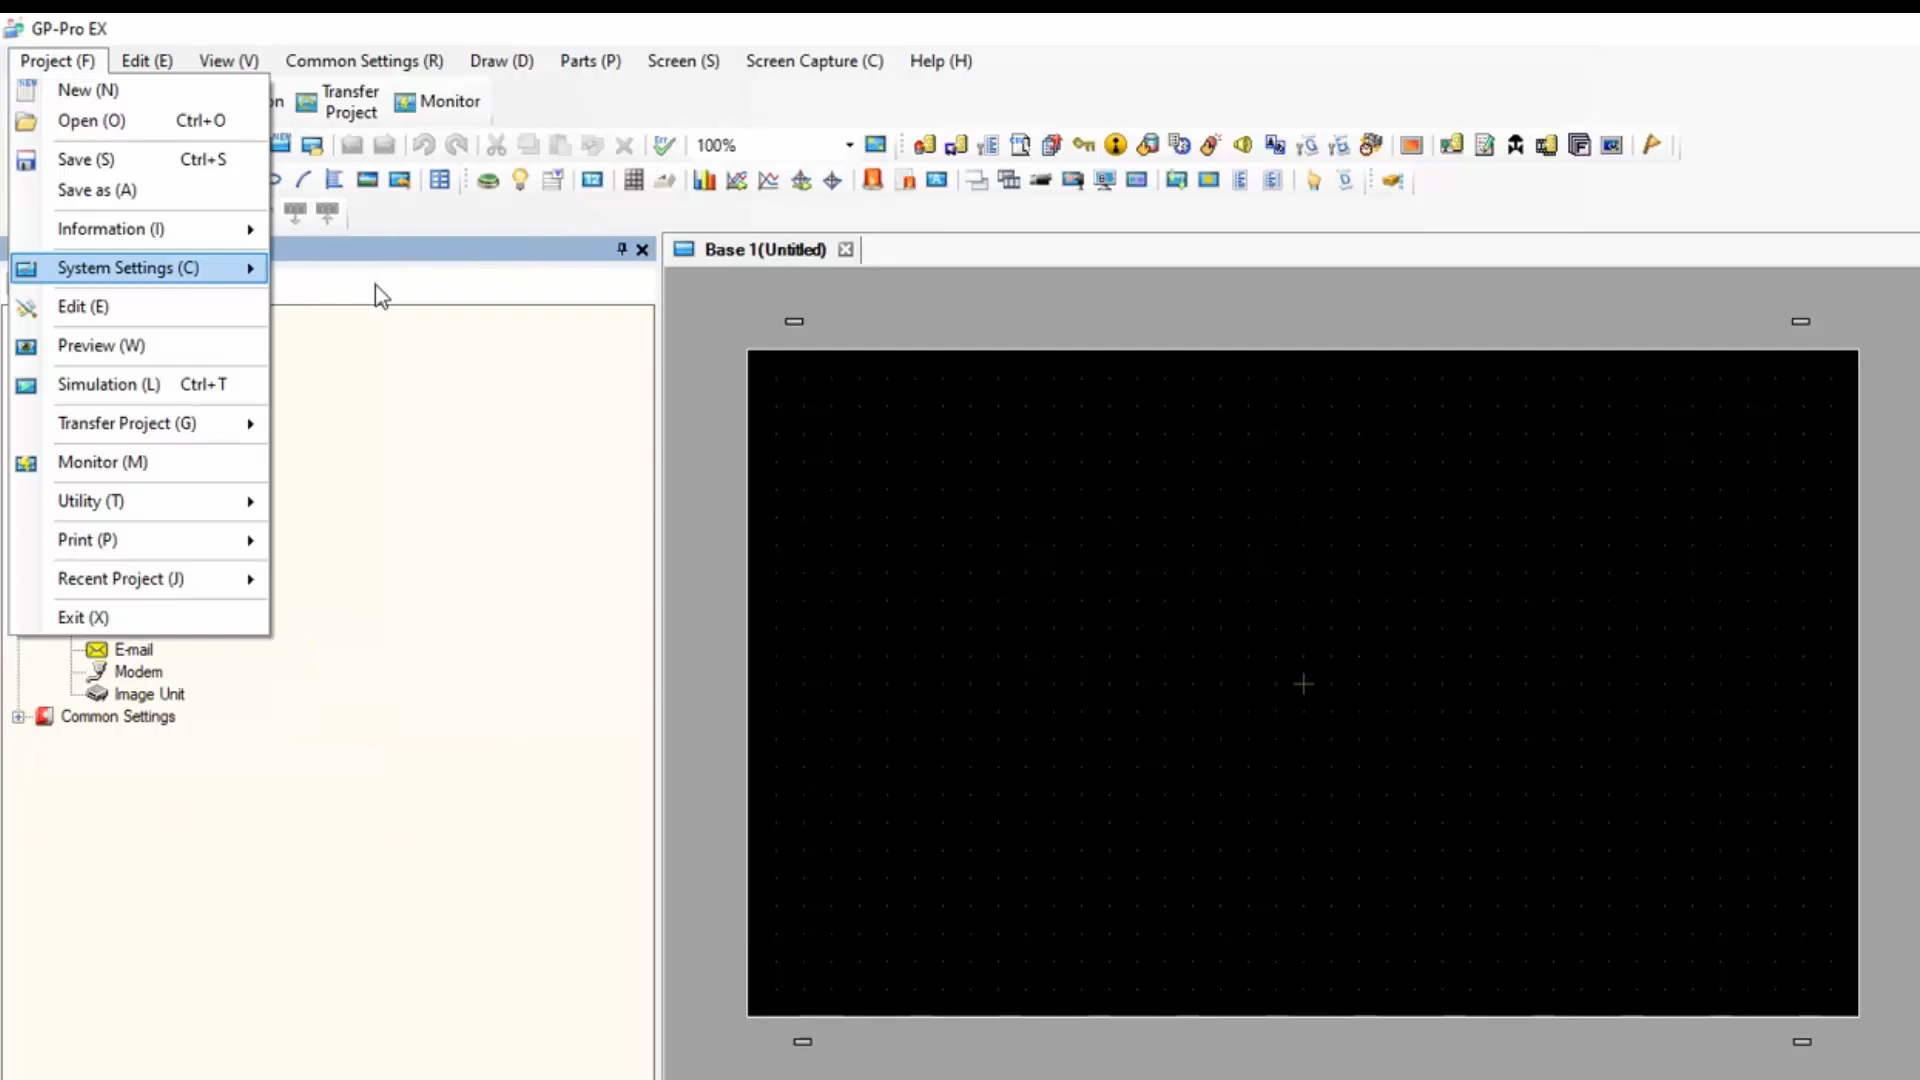 GP-Pro EX
Project (F) Edit (E) View (V) Common Settings (R) Draw (D) Parts (P) Screen (S) Screen Capture (C) Help (H)
New (N)
Open (O) Ctrl+O
Save (S) Ctrl+S
Save as (A)
Information (I)
System Settings (C)
Edit (E)
Preview (W)
Simulation (L) Ctrl+T
Transfer Project (G)
Monitor (M)
Utility (T)
Print (P)
Recent Project (J)
Exit (X)
Transfer
Project
Monitor
100%
E-mail
Modem
Image Unit
Common Settings
Base 1(Untitled)